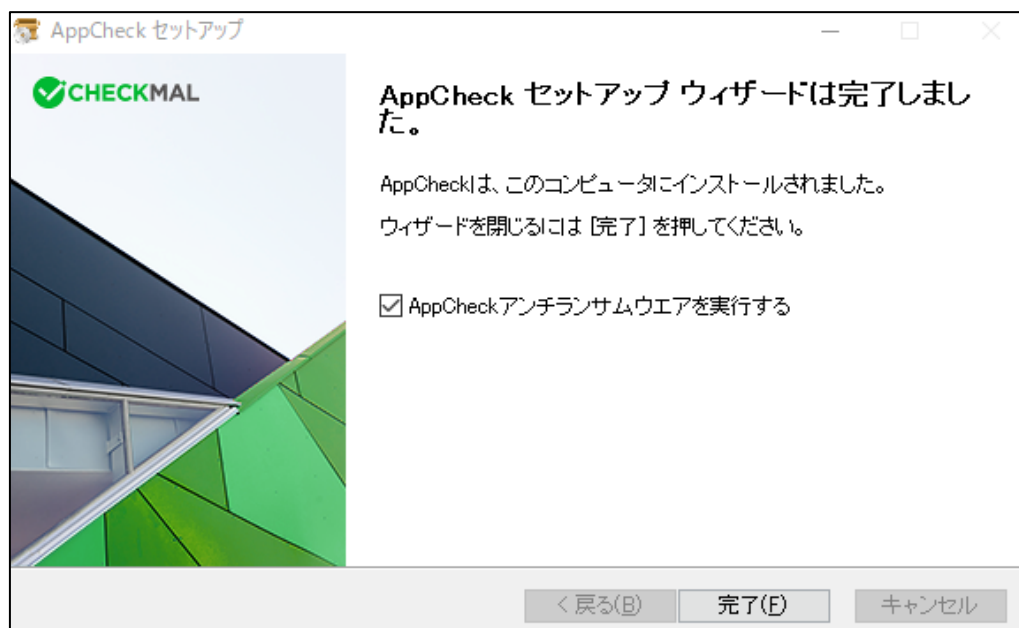 AppCheck セットアップ
CHECKMAL
AppCheck セットアップ ウィザードは完了しまし
た。
AppCheckは、このコンピュータにインストールされました。
ウィザードを閉じるには [完了] を押してください。
AppCheckアンチランサムウエアを実行する
< 戻る(B)
完了(F)
キャンセル